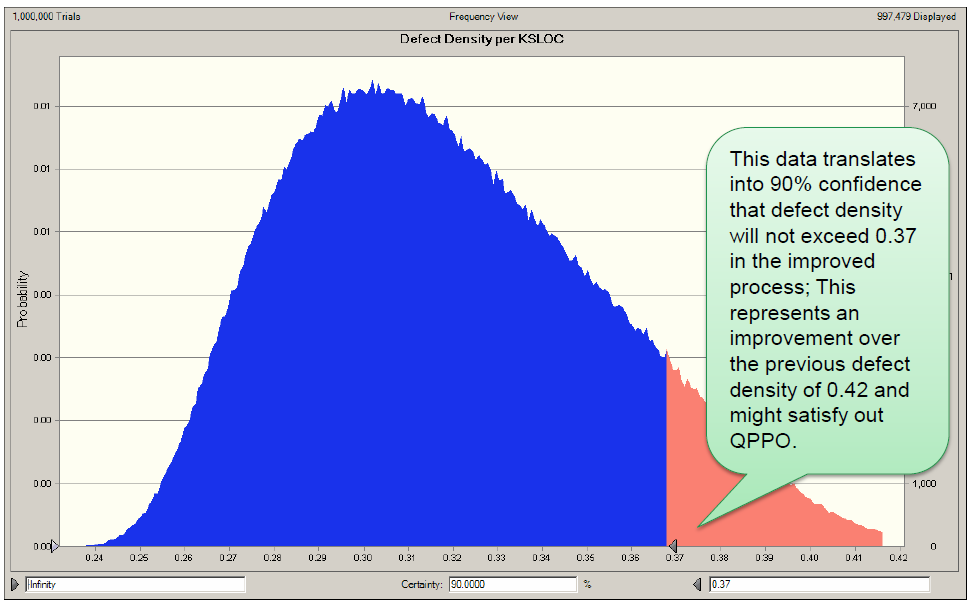 1,000,000 Trials
Frequency View
997,479 Displayed
Defect Density per KSLOC
Probability
0.01
0.01
0.01
0.00
0.00
0.00
0.00
0.00
7,000
1,000
0
This data translates
into 90% confidence
that defect density
will not exceed 0.37
in the improved
process; This
represents an
improvement over
the previous defect
density of 0.42 and
might satisfy out
QPPO.
0.24 0.25 0.26 0.27 0.28 0.29 0.30 0.31 0.32 0.33 0.34 0.35 0.36 0.37 0.38 0.39 0.40 0.41 0.42
Certainty: 90.0000 %
0.37